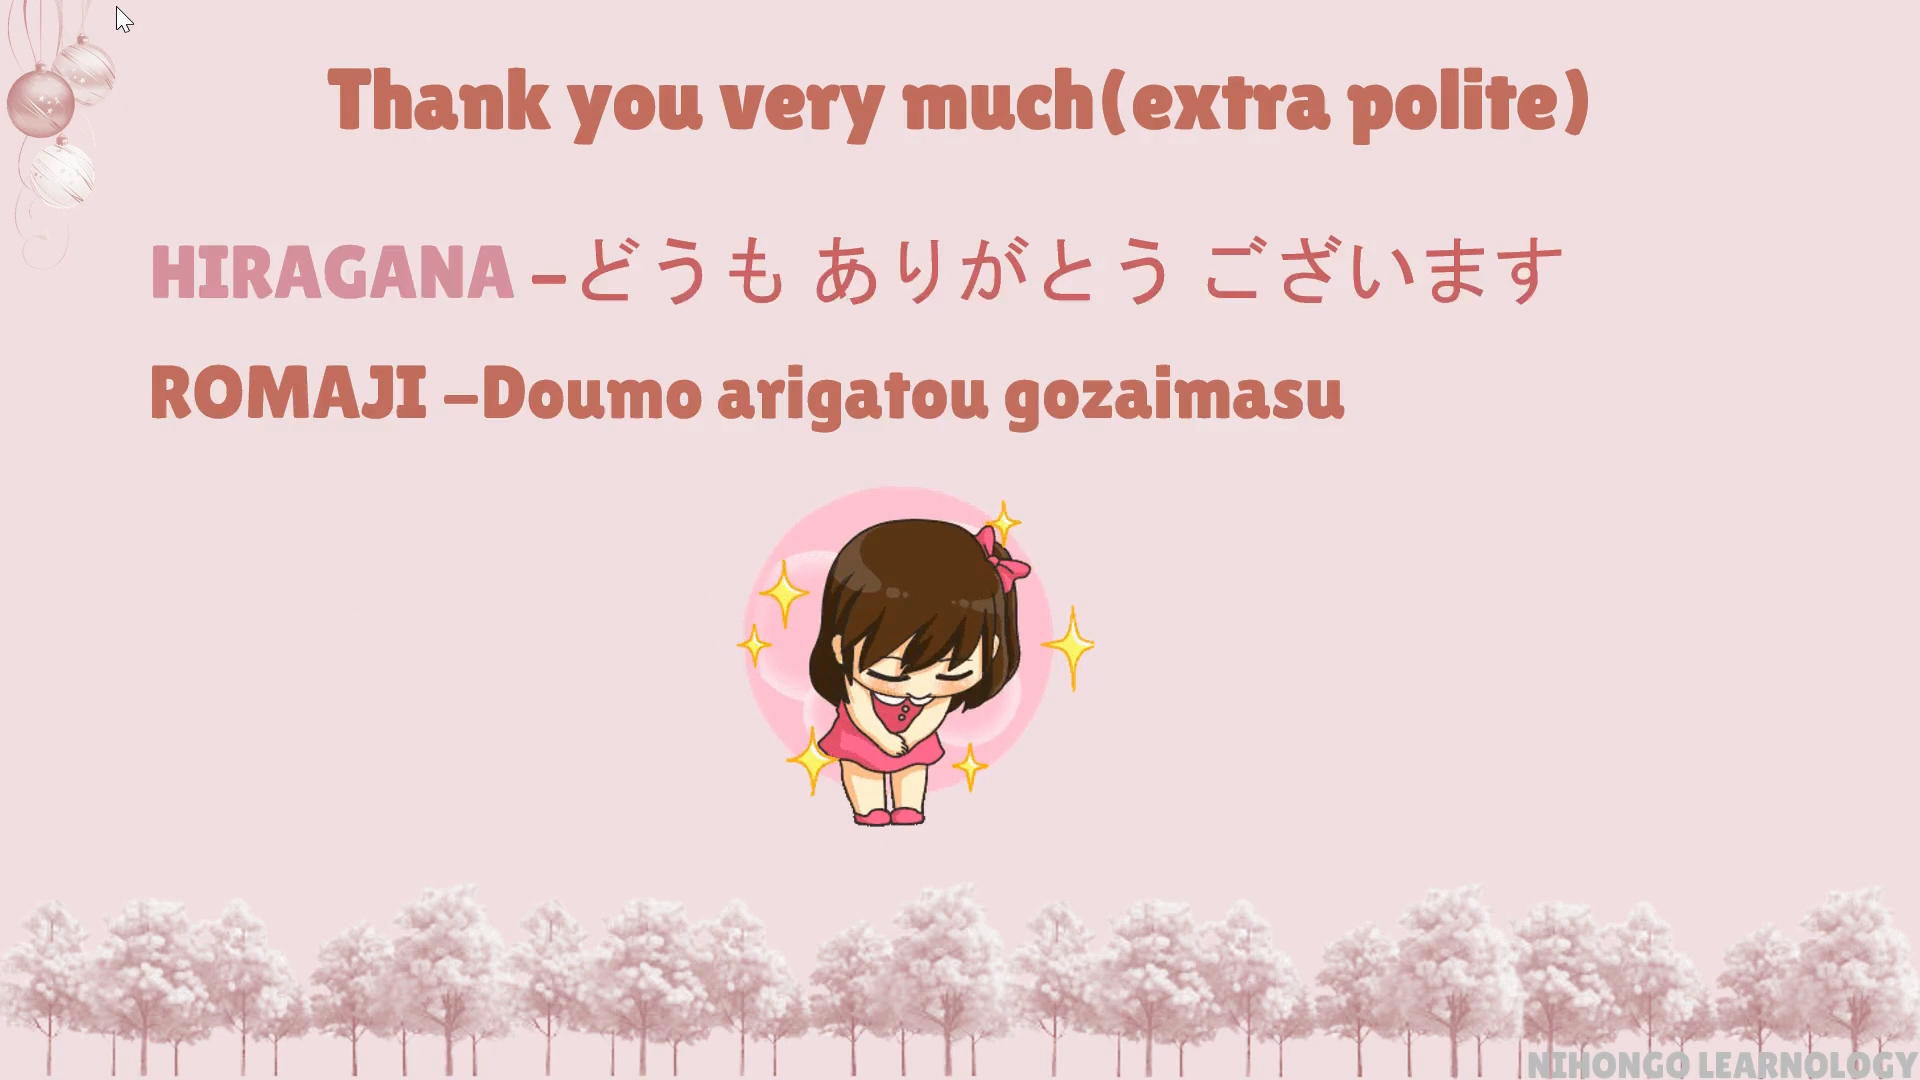 Thank you very much(extra polite)
HIRAGANA -どうも ありがとう ございます
ROMAJI -Doumo arigatou gozaimasu
NIHONGO LEARNOLOGY